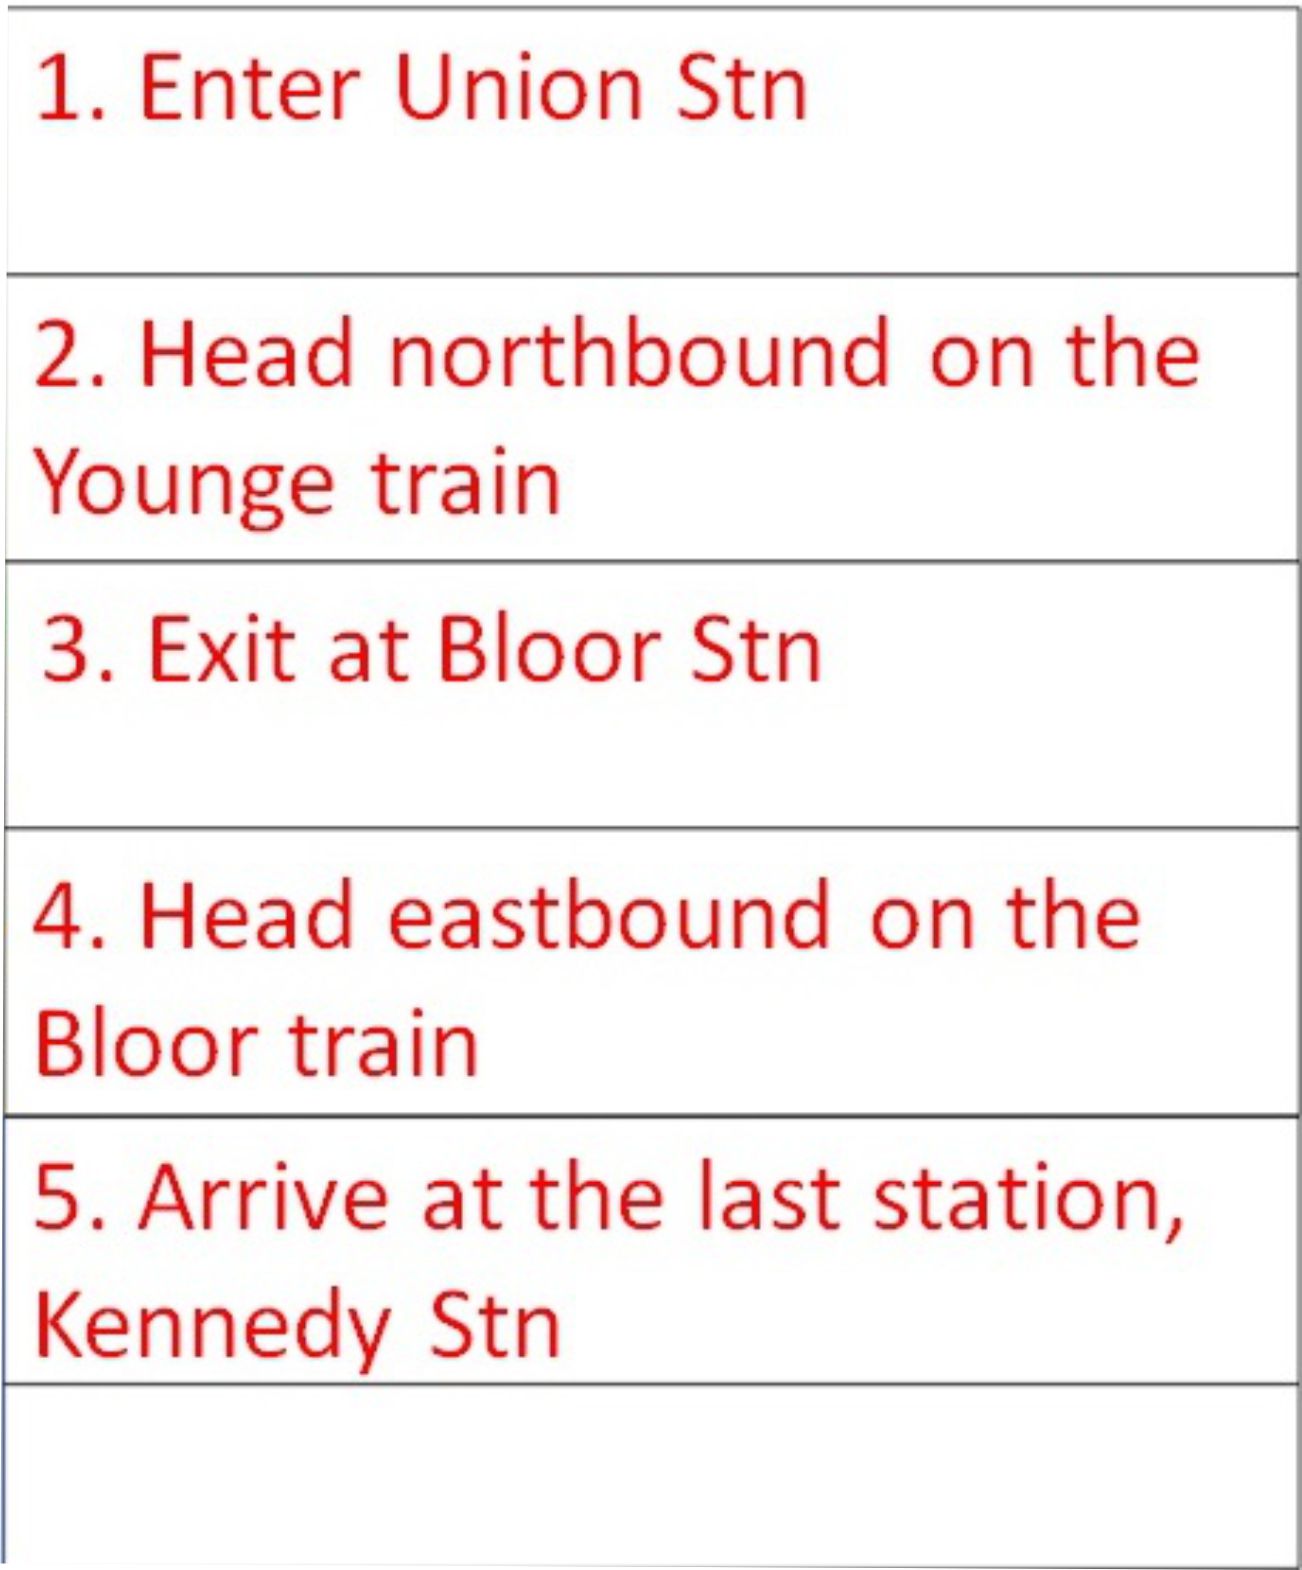 1. Enter Union Stn
2. Head northbound on the
Younge train
3. Exit at Bloor Stn
4. Head eastbound on the
Bloor train
5. Arrive at the last station,
Kennedy Stn